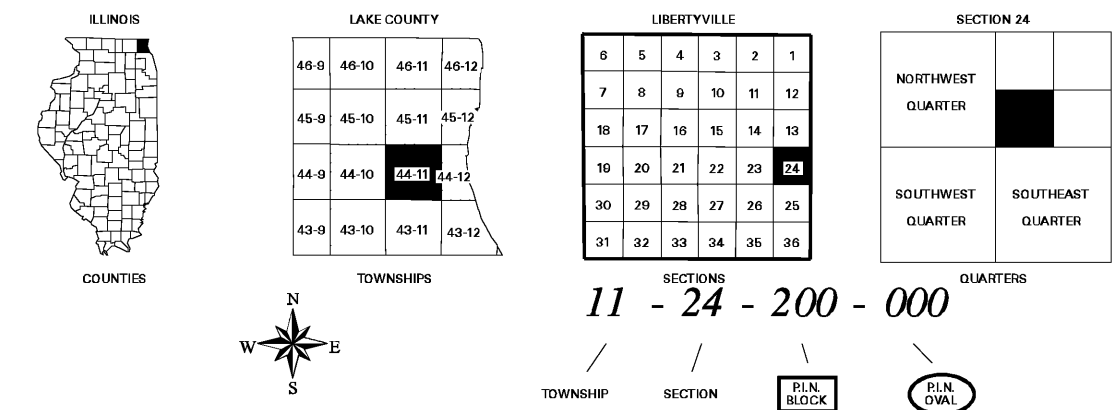 ILLINOIS
LAKE COUNTY
LIBERTYVILLE
SECTION 24
46-9 46-10 46-11 46-12
45-9 45-10 45-11 45-12
44-9 44-10 44-11 44-12
43-9 43-10 43-11 43-12
6 5 4 3 2 1
7 8 9 10 11 12
18 17 16 15 14 13
19 20 21 22 23 24
30 29 28 27 26 25
31 32 33 34 35 36
NORTHWEST
QUARTER
SOUTHWEST
QUARTER
SOUTHEAST
QUARTER
COUNTIES
TOWNSHIPS
SECTIONS
QUARTERS
N
W E
S
11 - 24 - 200 - 000
TOWNSHIP
SECTION
P.I.N.
BLOCK
P.I.N.
OVAL